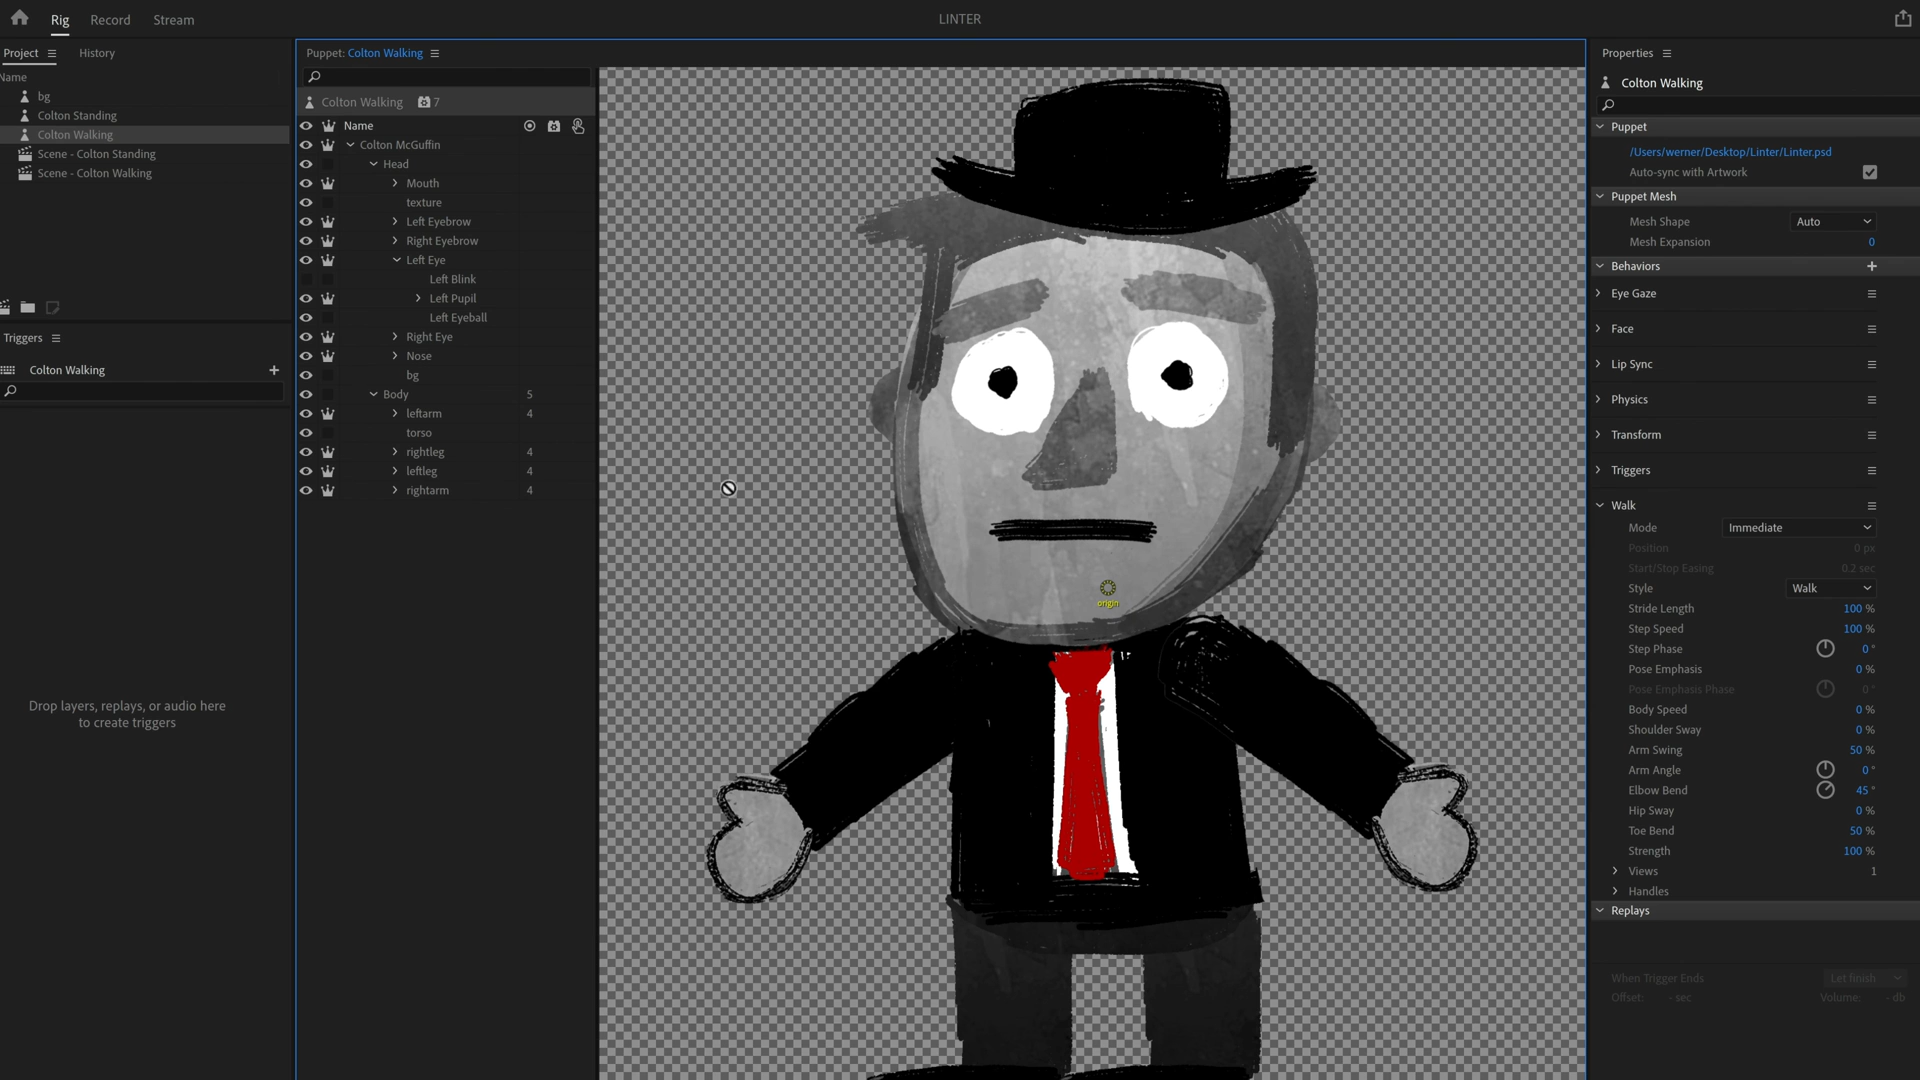 Rig Record Stream
LINTER
Project History
Name
bg
Colton Standing
Colton Walking
Scene - Colton Standing
Scene - Colton Walking
Triggers
Colton Walking
Drop layers, replays, or audio here
to create triggers
Puppet: Colton Walking
Colton Walking 7
Name
Colton McGuffin
Head
Mouth
texture
Left Eyebrow
Right Eyebrow
Left Eye
Left Blink
Left Pupil
Left Eyeball
Right Eye
Nose
bg
Body 5
leftarm 4
torso
rightleg 4
leftleg 4
rightarm 4
origin
Properties
Colton Walking
Puppet
/Users/werner/Desktop/Linter/Linter.psd
Auto-sync with Artwork
Puppet Mesh
Mesh Shape Auto
Mesh Expansion 0
Behaviors
Eye Gaze
Face
Lip Sync
Physics
Transform
Triggers
Walk
Mode Immediate
Position 0 px
Start/Stop Easing 0.2 sec
Style Walk
Stride Length 100 %
Step Speed 100 %
Step Phase 0 °
Pose Emphasis 0 %
Pose Emphasis Phase 0 °
Body Speed 0 %
Shoulder Sway 0 %
Arm Swing 50 %
Arm Angle 0 °
Elbow Bend 45 °
Hip Sway 0 %
Toe Bend 50 %
Strength 100 %
Views 1
Handles
Replays
When Trigger Ends Let finish
Offset: - sec Volume: - db